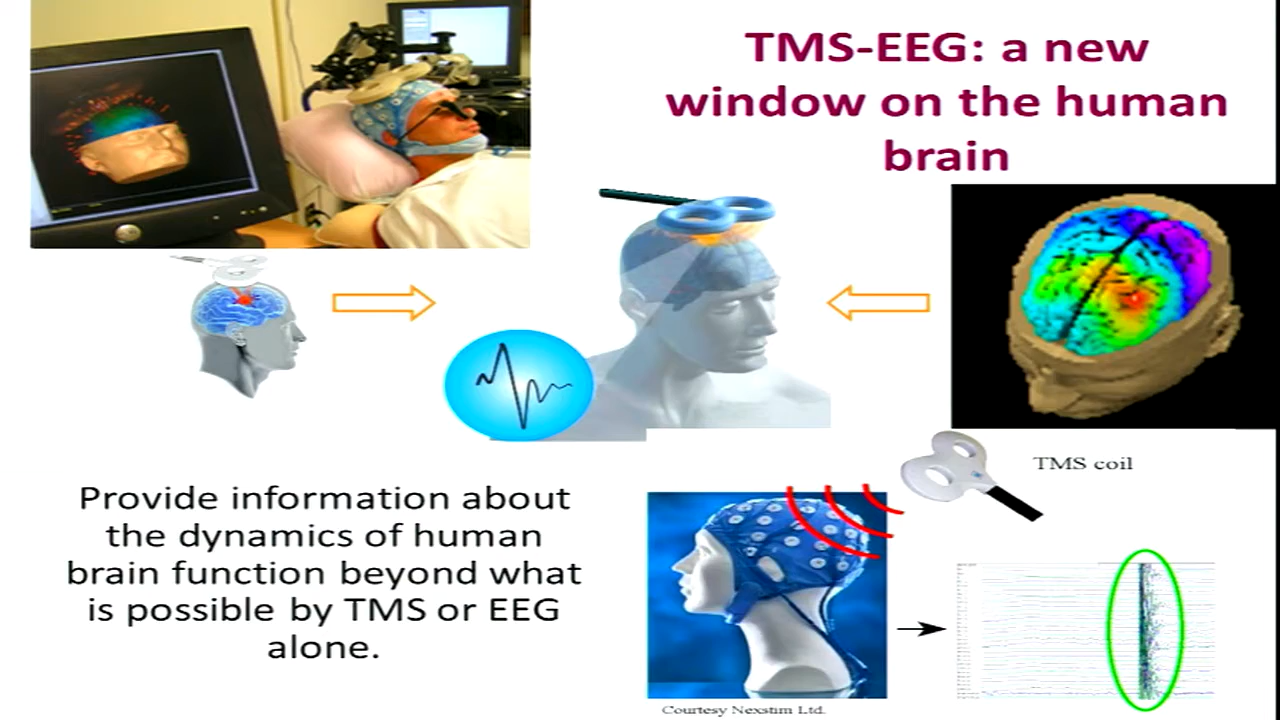 TMS-EEG: a new
window on the human
brain
TMS coil
Provide information about
the dynamics of human
brain function beyond what
is possible by TMS or EEG
alone.
Courtesy Nexstim Ltd.